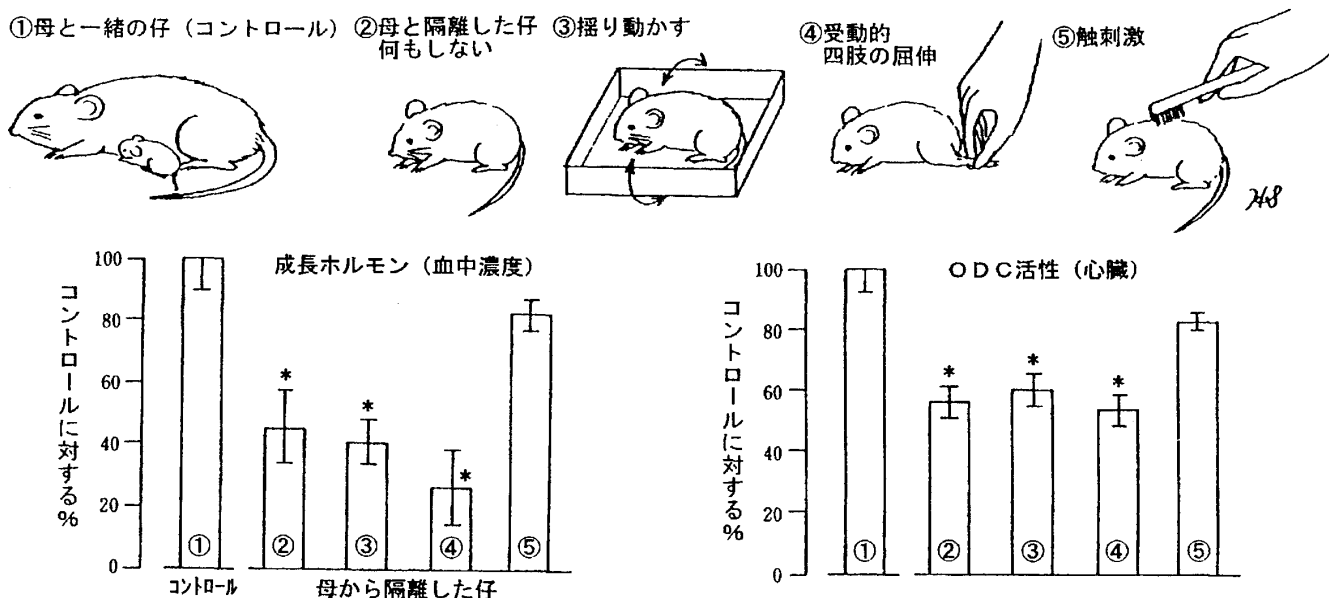 ①母と一緒の仔（コントロール）
②母と隔離した仔
何もしない
③揺り動かす
④受動的
四肢の屈伸
⑤触刺激
成長ホルモン（血中濃度）
コントロールに対する%
100
80
60
40
20
0
*
*
*
①
②
③
④
⑤
コントロール
母から隔離した仔
ＯＤＣ活性（心臓）
コントロールに対する%
100
80
60
40
20
0
*
*
*
①
②
③
④
⑤